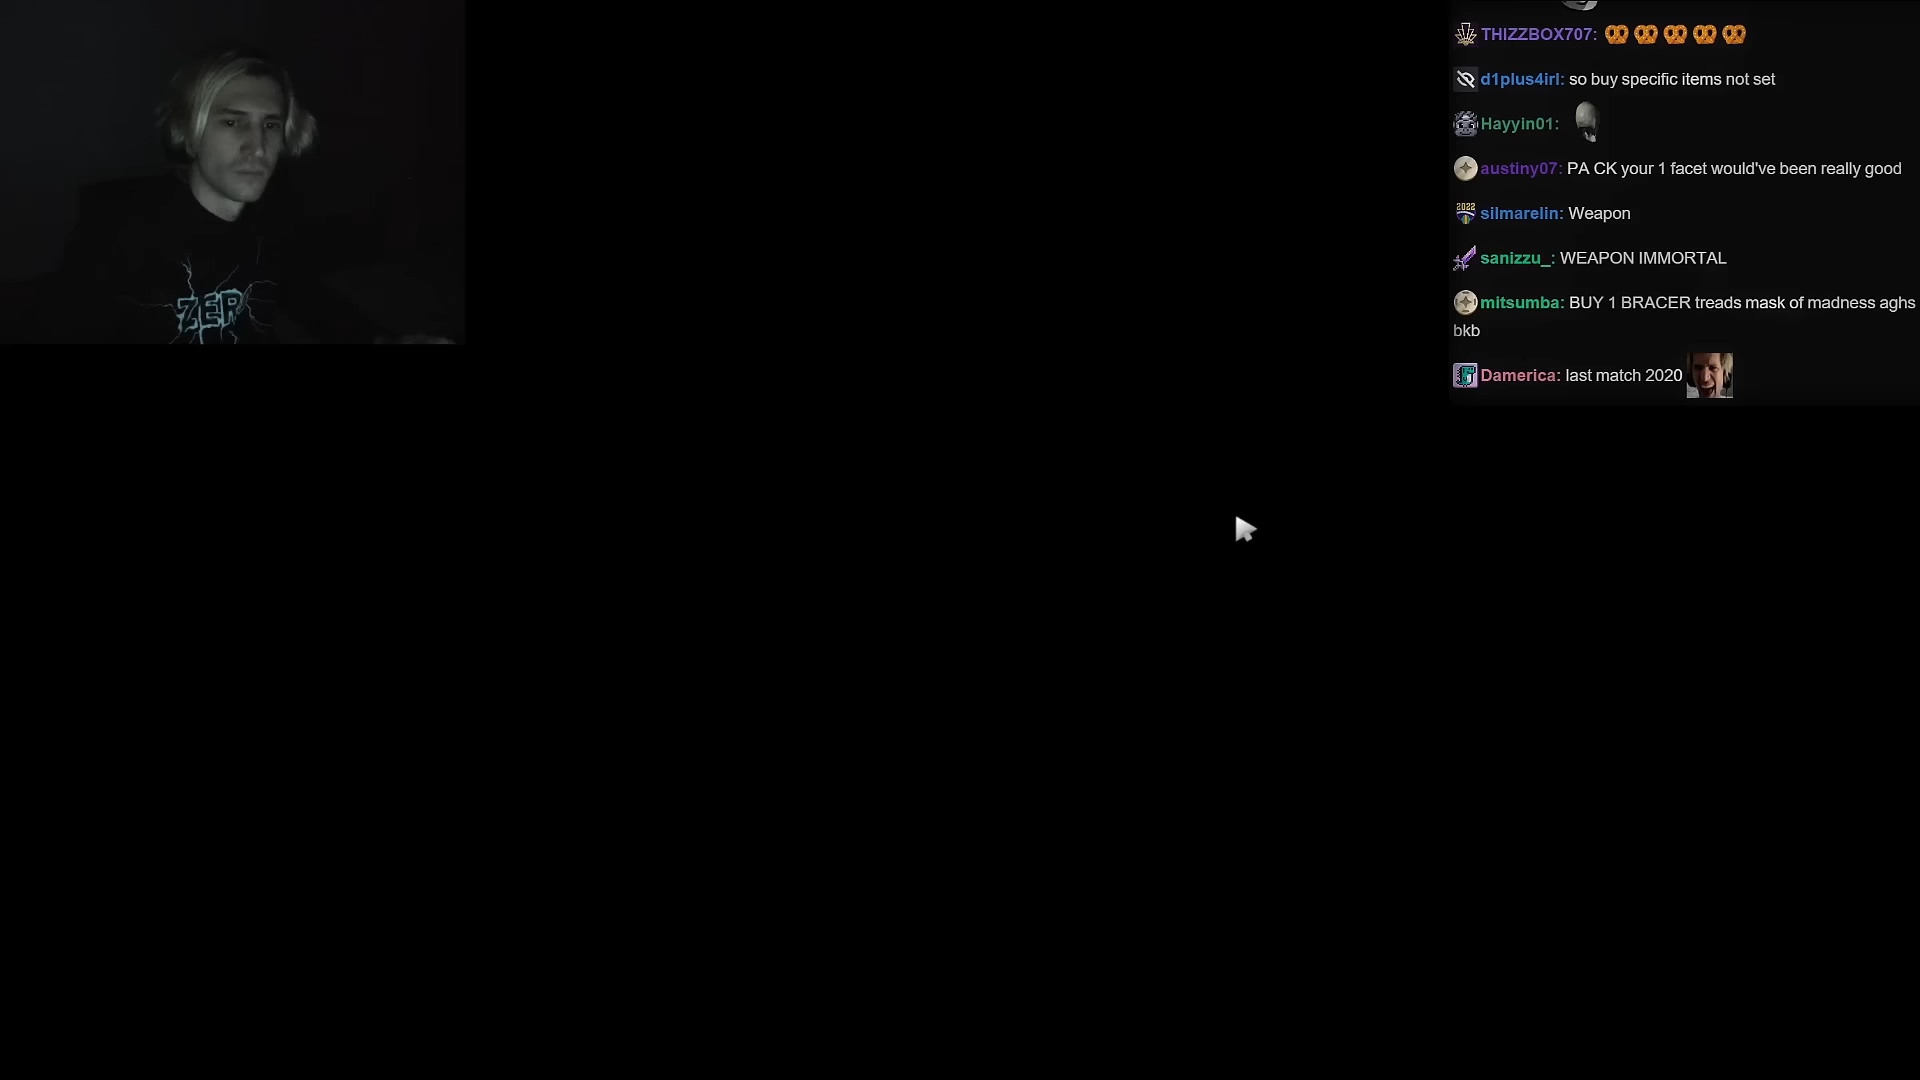 THIZZBOX707:
d1plus4irl: so buy specific items not set
Hayyin01:
austiny07: PA CK your 1 facet would've been really good
2022
silmarelin: Weapon
sanizzu_: WEAPON IMMORTAL
mitsumba: BUY 1 BRACER treads mask of madness aghs
bkb
Damerica: last match 2020
ZER